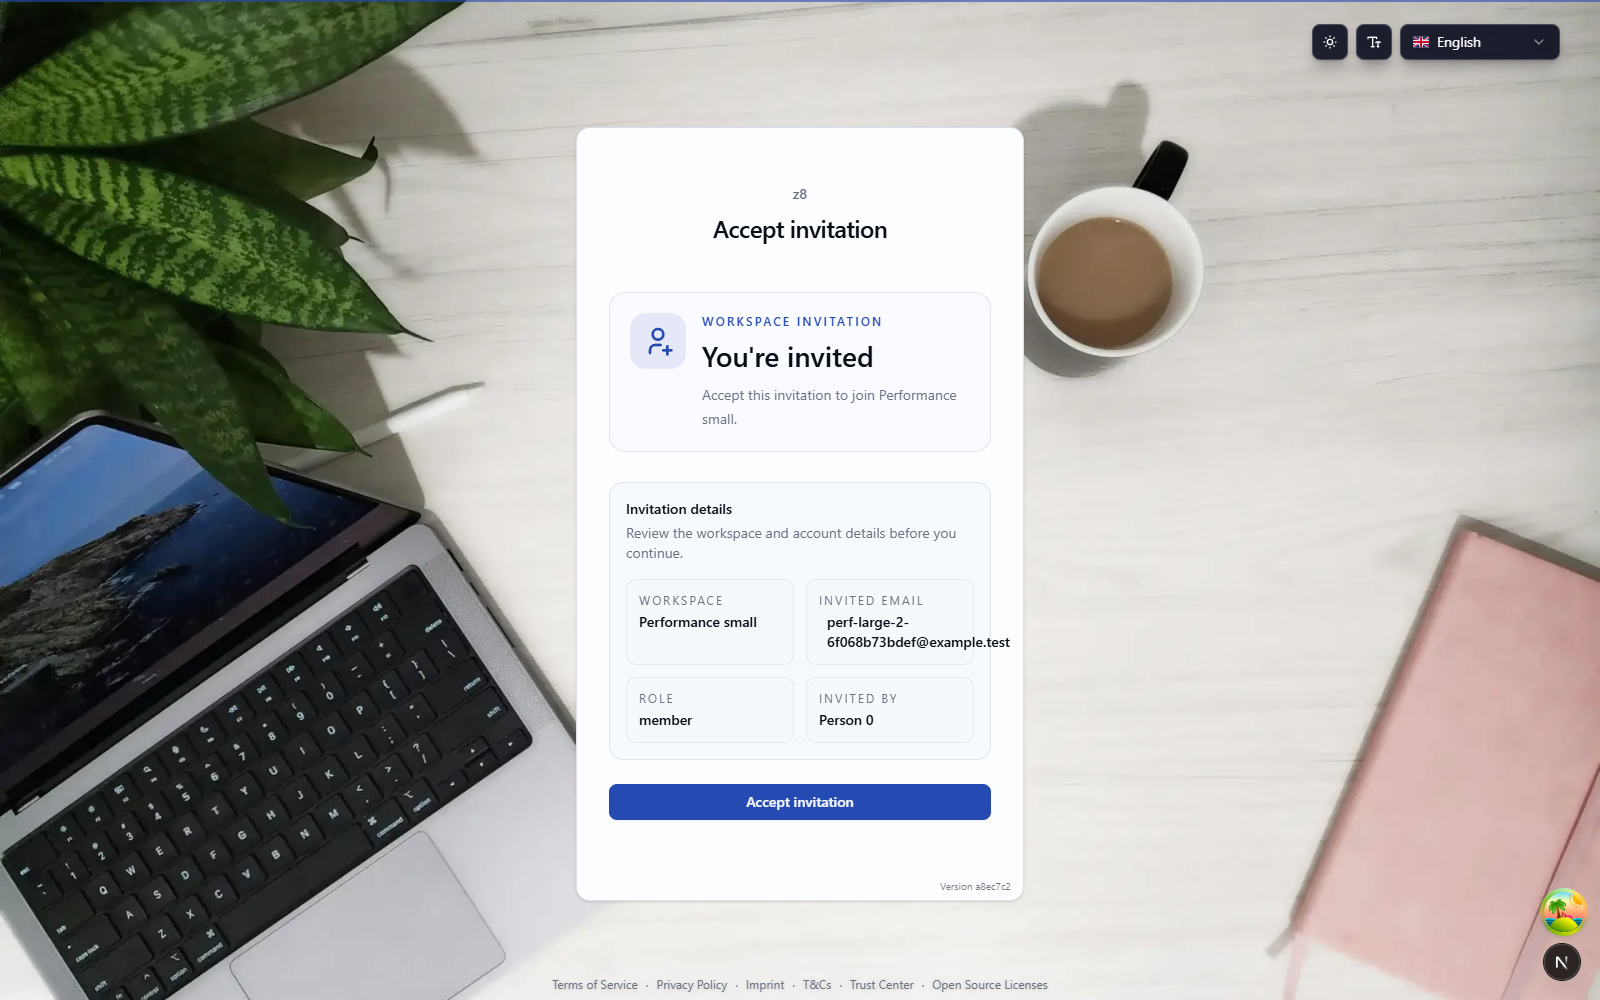 English
z8
Accept invitation
WORKSPACE INVITATION
You're invited
Accept this invitation to join Performance
small.
Invitation details
Review the workspace and account details before you
continue.
WORKSPACE
Performance small
INVITED EMAIL
perf-large-2-
6f068b73bdef@example.test
ROLE
member
INVITED BY
Person 0
Accept invitation
Version a8ec7c2
Terms of Service · Privacy Policy · Imprint · T&Cs · Trust Center · Open Source Licenses